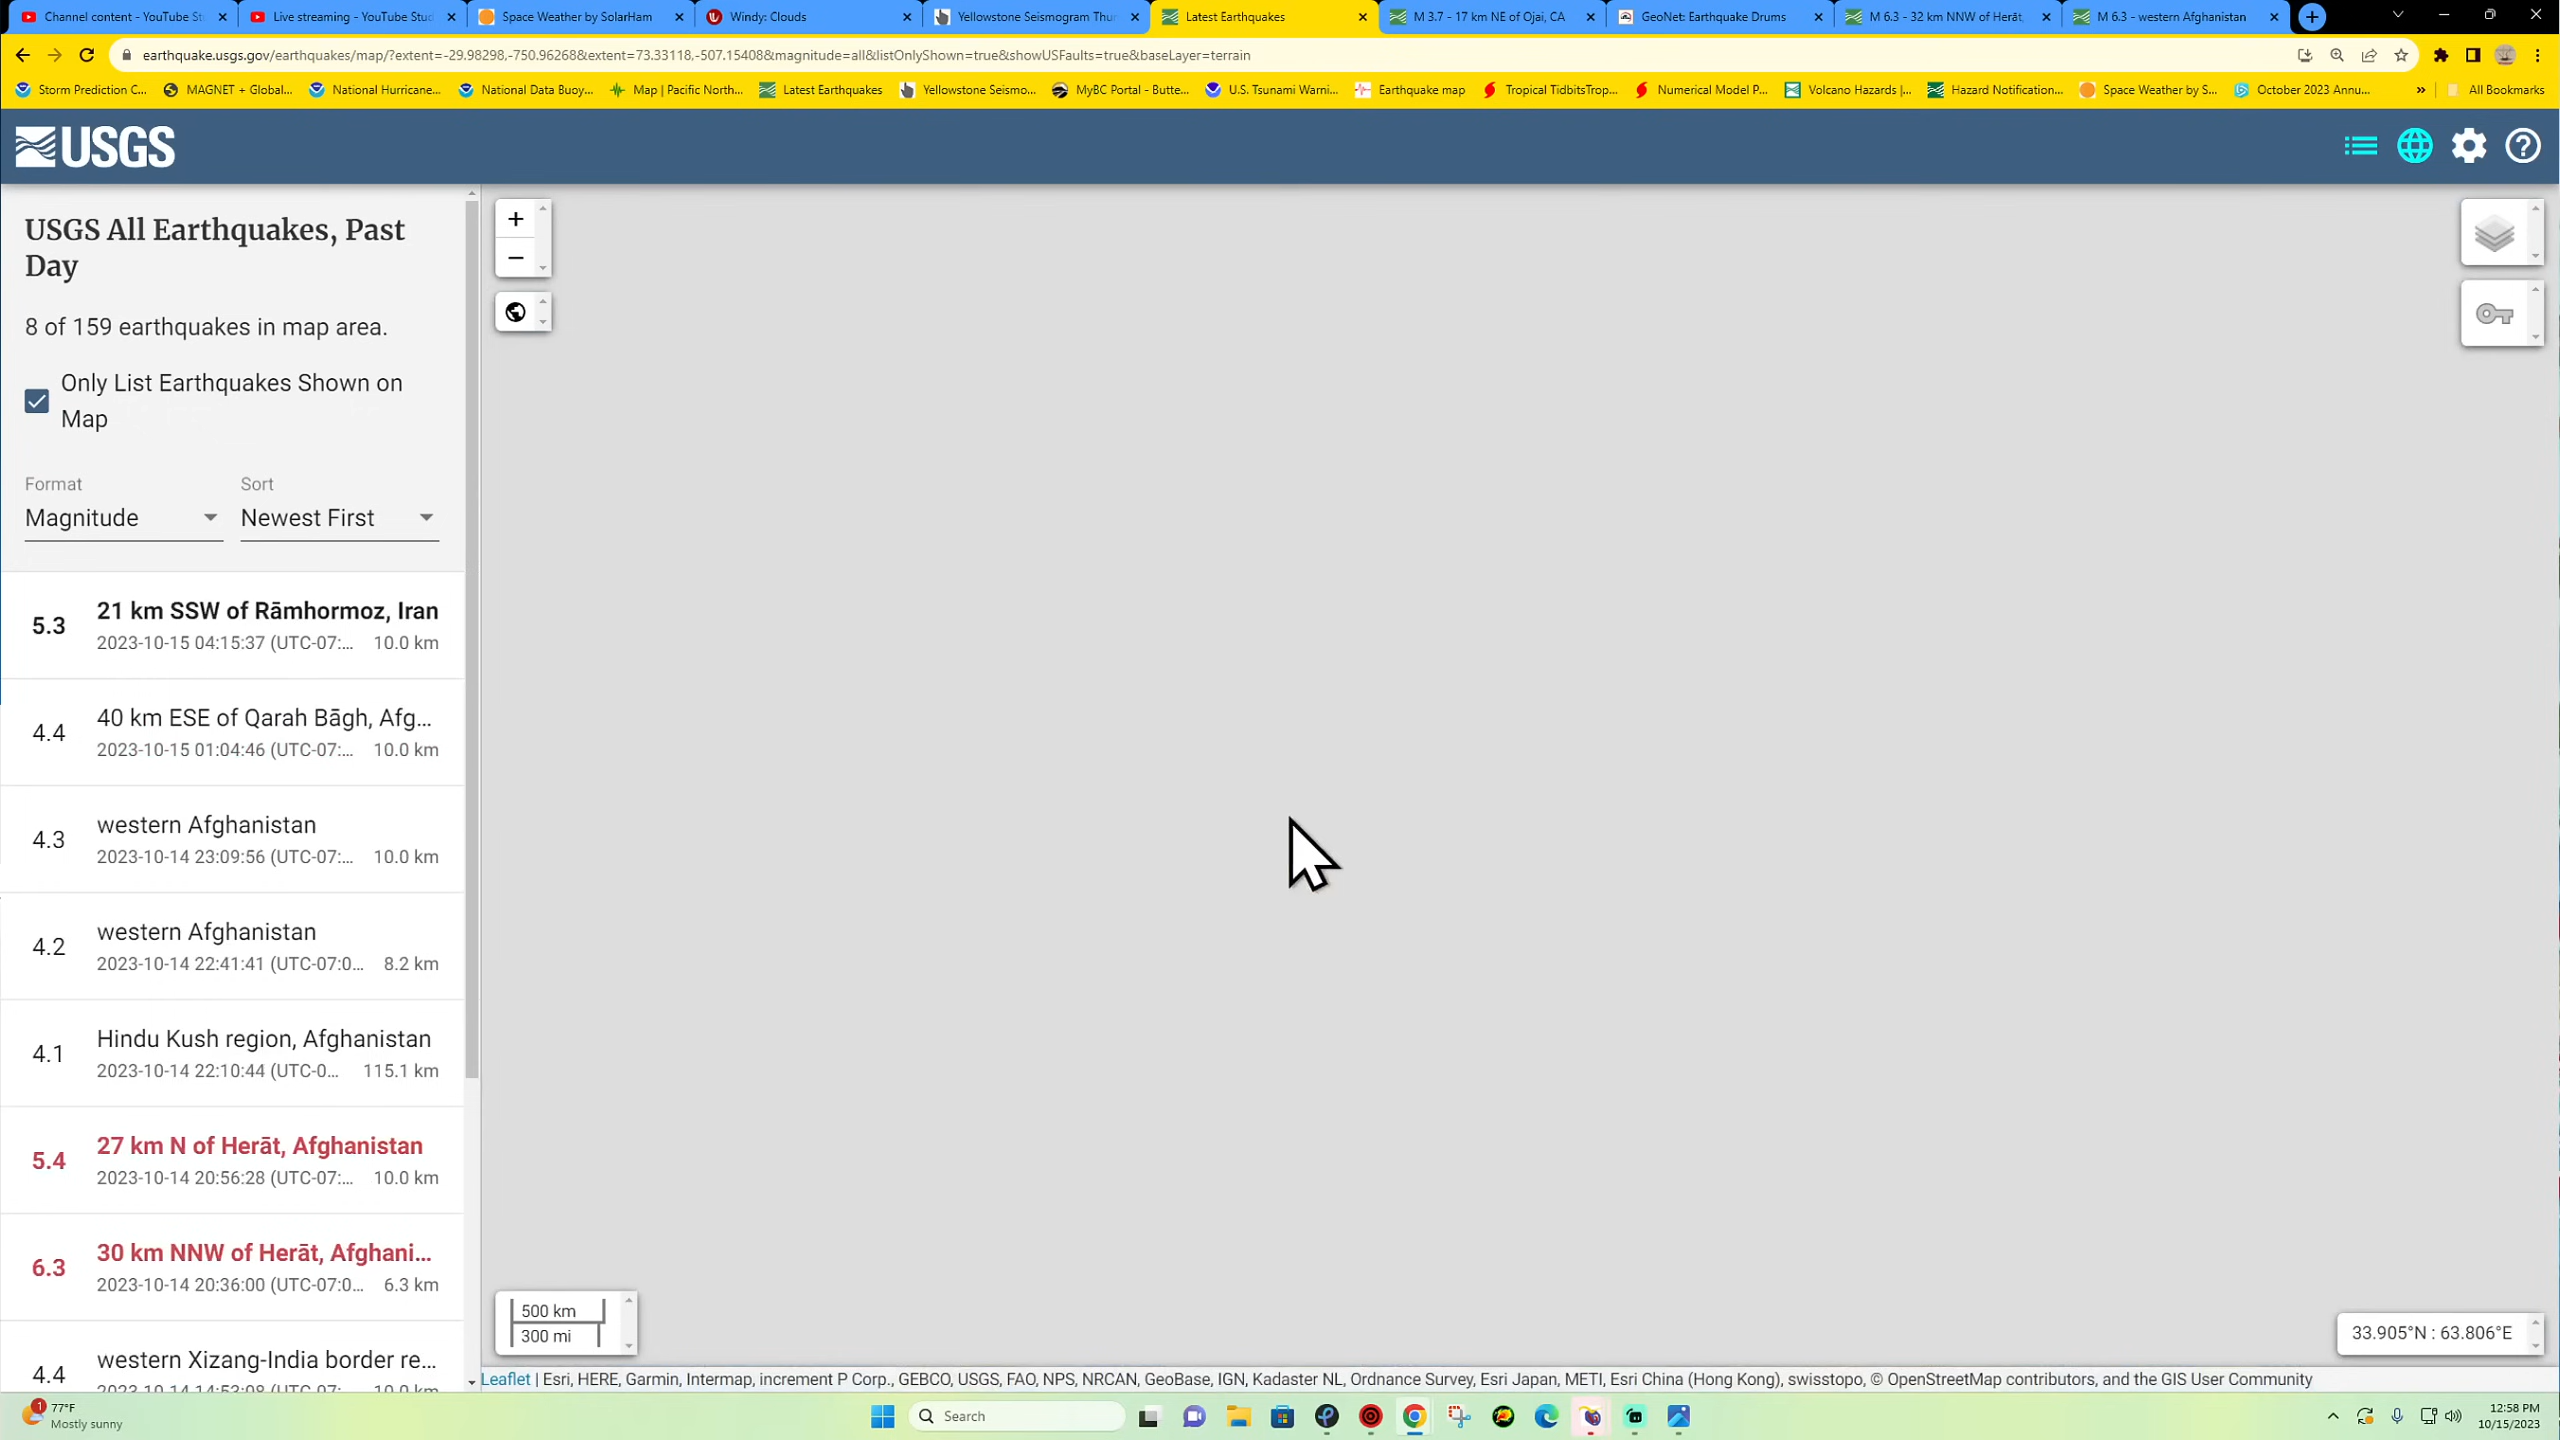 Channel content - YouTube St
Live streaming - YouTube Stud
Space Weather by SolarHam
Windy: Clouds
Yellowstone Seismogram Thu
Latest Earthquakes
M 3.7 - 17 km NE of Ojai, CA
GeoNet: Earthquake Drums
M 6.3 - 32 km NNW of Herāt,
M 6.3 - western Afghanistan
earthquake.usgs.gov/earthquakes/map/?extent=-29.98298,-750.96268&extent=73.33118,-507.15408&magnitude=all&listOnlyShown=true&showUSFaults=true&baseLayer=terrain
Storm Prediction C...
MAGNET + Global...
National Hurricane...
National Data Buoy...
Map | Pacific North...
Latest Earthquakes
Yellowstone Seismo...
MyBC Portal - Butte...
U.S. Tsunami Warni...
Earthquake map
Tropical TidbitsTrop...
Numerical Model P...
Volcano Hazards |...
Hazard Notification...
Space Weather by S...
October 2023 Annu...
»
All Bookmarks
USGS
USGS All Earthquakes, Past
Day
8 of 159 earthquakes in map area.
Only List Earthquakes Shown on
Map
Format
Sort
Magnitude
Newest First
5.3
21 km SSW of Rāmhormoz, Iran
2023-10-15 04:15:37 (UTC-07:... 10.0 km
4.4
40 km ESE of Qarah Bāgh, Afg...
2023-10-15 01:04:46 (UTC-07:... 10.0 km
4.3
western Afghanistan
2023-10-14 23:09:56 (UTC-07:... 10.0 km
4.2
western Afghanistan
2023-10-14 22:41:41 (UTC-07:0... 8.2 km
4.1
Hindu Kush region, Afghanistan
2023-10-14 22:10:44 (UTC-0... 115.1 km
5.4
27 km N of Herāt, Afghanistan
2023-10-14 20:56:28 (UTC-07:... 10.0 km
6.3
30 km NNW of Herāt, Afghani...
2023-10-14 20:36:00 (UTC-07:0... 6.3 km
4.4
western Xizang-India border re...
2023-10-14 14:53:08 (UTC-07:... 10.0 km
+
−
500 km
300 mi
33.905°N : 63.806°E
Leaflet | Esri, HERE, Garmin, Intermap, increment P Corp., GEBCO, USGS, FAO, NPS, NRCAN, GeoBase, IGN, Kadaster NL, Ordnance Survey, Esri Japan, METI, Esri China (Hong Kong), swisstopo, © OpenStreetMap contributors, and the GIS User Community
1
77°F
Mostly sunny
Search
12:58 PM
10/15/2023